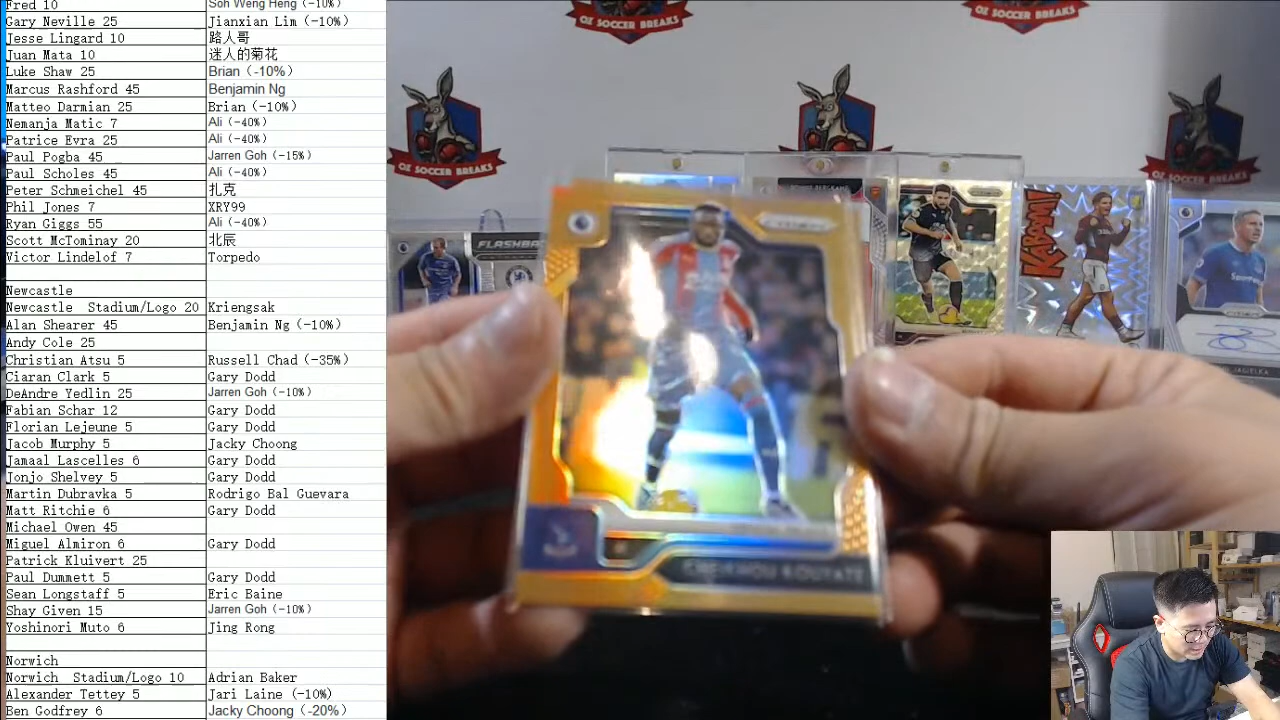 Fred 10 Soh Weng Heng (-10%)
Gary Neville 25 Jianxian Lim (-10%)
Jesse Lingard 10 路人哥
Juan Mata 10 迷人的菊花
Luke Shaw 25 Brian (-10%)
Marcus Rashford 45 Benjamin Ng
Matteo Darmian 25 Brian (-10%)
Nemanja Matic 7 Ali (-40%)
Patrice Evra 25 Ali (-40%)
Paul Pogba 45 Jarren Goh (-15%)
Paul Scholes 45 Ali (-40%)
Peter Schmeichel 45 扎克
Phil Jones 7 XRY99
Ryan Giggs 55 Ali (-40%)
Scott McTominay 20 北辰
Victor Lindelof 7 Torpedo
Newcastle
Newcastle Stadium/Logo 20 Kriengsak
Alan Shearer 45 Benjamin Ng (-10%)
Andy Cole 25
Christian Atsu 5 Russell Chad (-35%)
Ciaran Clark 5 Gary Dodd
DeAndre Yedlin 25 Jarren Goh (-10%)
Fabian Schar 12 Gary Dodd
Florian Lejeune 5 Gary Dodd
Jacob Murphy 5 Jacky Choong
Jamaal Lascelles 6 Gary Dodd
Jonjo Shelvey 5 Gary Dodd
Martin Dubravka 5 Rodrigo Bal Guevara
Matt Ritchie 6 Gary Dodd
Michael Owen 45
Miguel Almiron 6 Gary Dodd
Patrick Kluivert 25
Paul Dummett 5 Gary Dodd
Sean Longstaff 5 Eric Baine
Shay Given 15 Jarren Goh (-10%)
Yoshinori Muto 6 Jing Rong
Norwich
Norwich Stadium/Logo 10 Adrian Baker
Alexander Tettey 5 Jari Laine (-10%)
Ben Godfrey 6 Jacky Choong (-20%)
OZ SOCCER BREAKS
OZ SOCCER BREAKS
OZ SOCCER BREAKS
OZ SOCCER BREAKS
FLASHBACK
KABOOM!
JAGIELKA
CHEIKHOU KOUYATE